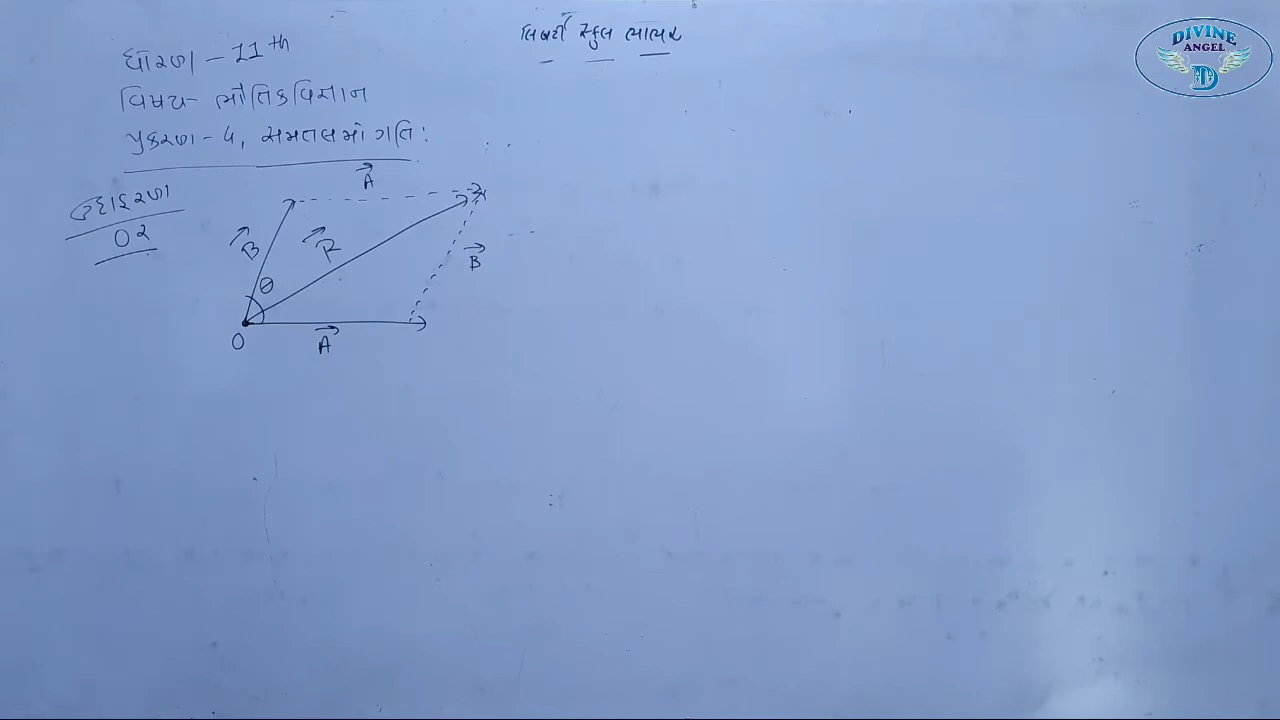 લિબર્ટી સ્કુલ ભાભર
DIVINE
ANGEL
D
ધોરણ - 11th
વિષય - ભૌતિકવિજ્ઞાન
પ્રકરણ - 4, સમતલમાં ગતિ:
ઉદાહરણ
02
A
B
R
B
θ
O
A